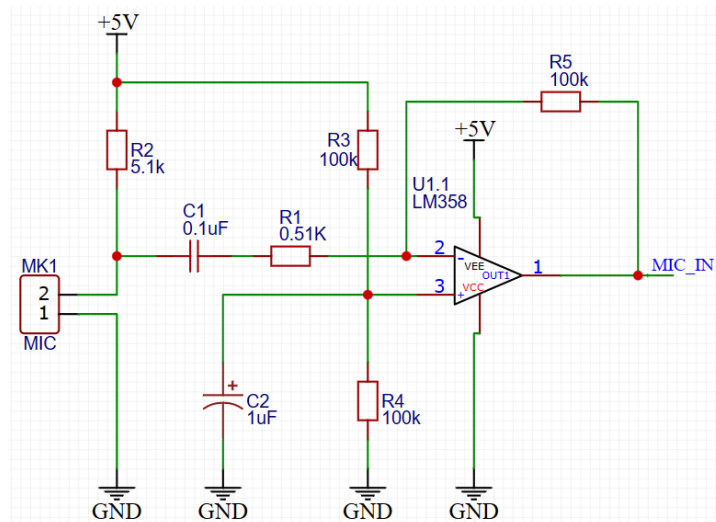 +5V
R5
100k
R2
5.1k
R3
100k
+5V
U1.1
LM358
C1
0.1uF
R1
0.51K
2
-
VEE
OUT1
1
MIC_IN
MK1
2
1
MIC
3
+
VCC
+
C2
1uF
R4
100k
GND
GND
GND
GND